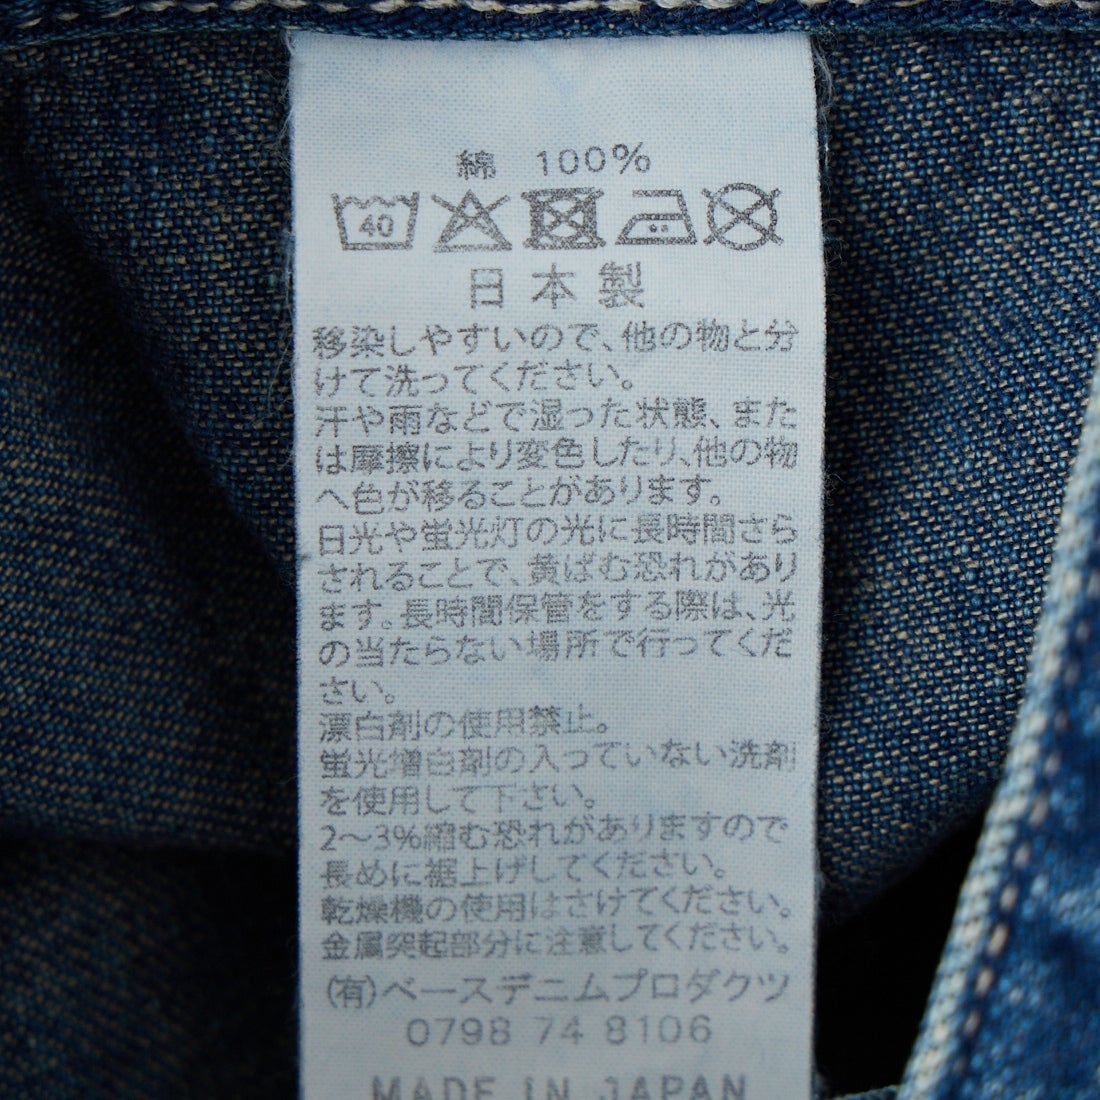 綿 100%
40
日本製
移染しやすいので、他の物と分
けて洗ってください。
汗や雨などで湿った状態、また
は摩擦により変色したり、他の物
へ色が移ることがあります。
日光や蛍光灯の光に長時間さら
されることで、黄ばむ恐れがあり
ます。長時間保管をする際は、光
の当たらない場所で行ってくだ
さい。
漂白剤の使用禁止。
蛍光増白剤の入っていない洗剤
を使用して下さい。
2〜3%縮む恐れがありますので
長めに裾上げしてください。
乾燥機の使用はさけてください。
金属突起部分に注意してください。
(有)ベースデニムプロダクツ
0798 74 8106
MADE IN JAPAN